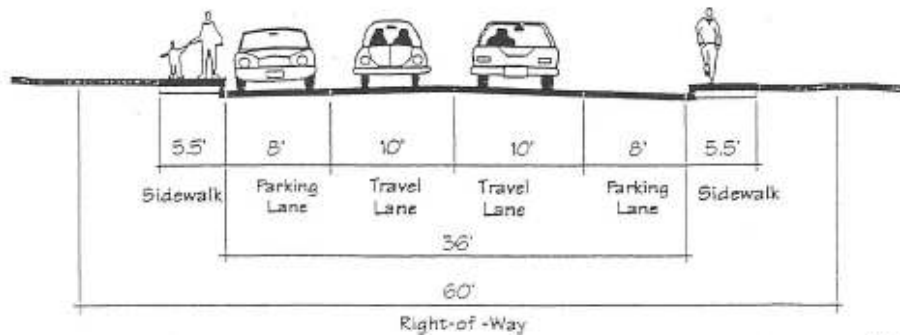 5.5' 8' 10' 10' 8' 5.5'
Sidewalk Parking Lane Travel Lane Travel Lane Parking Lane Sidewalk
36'
60'
Right-of-Way